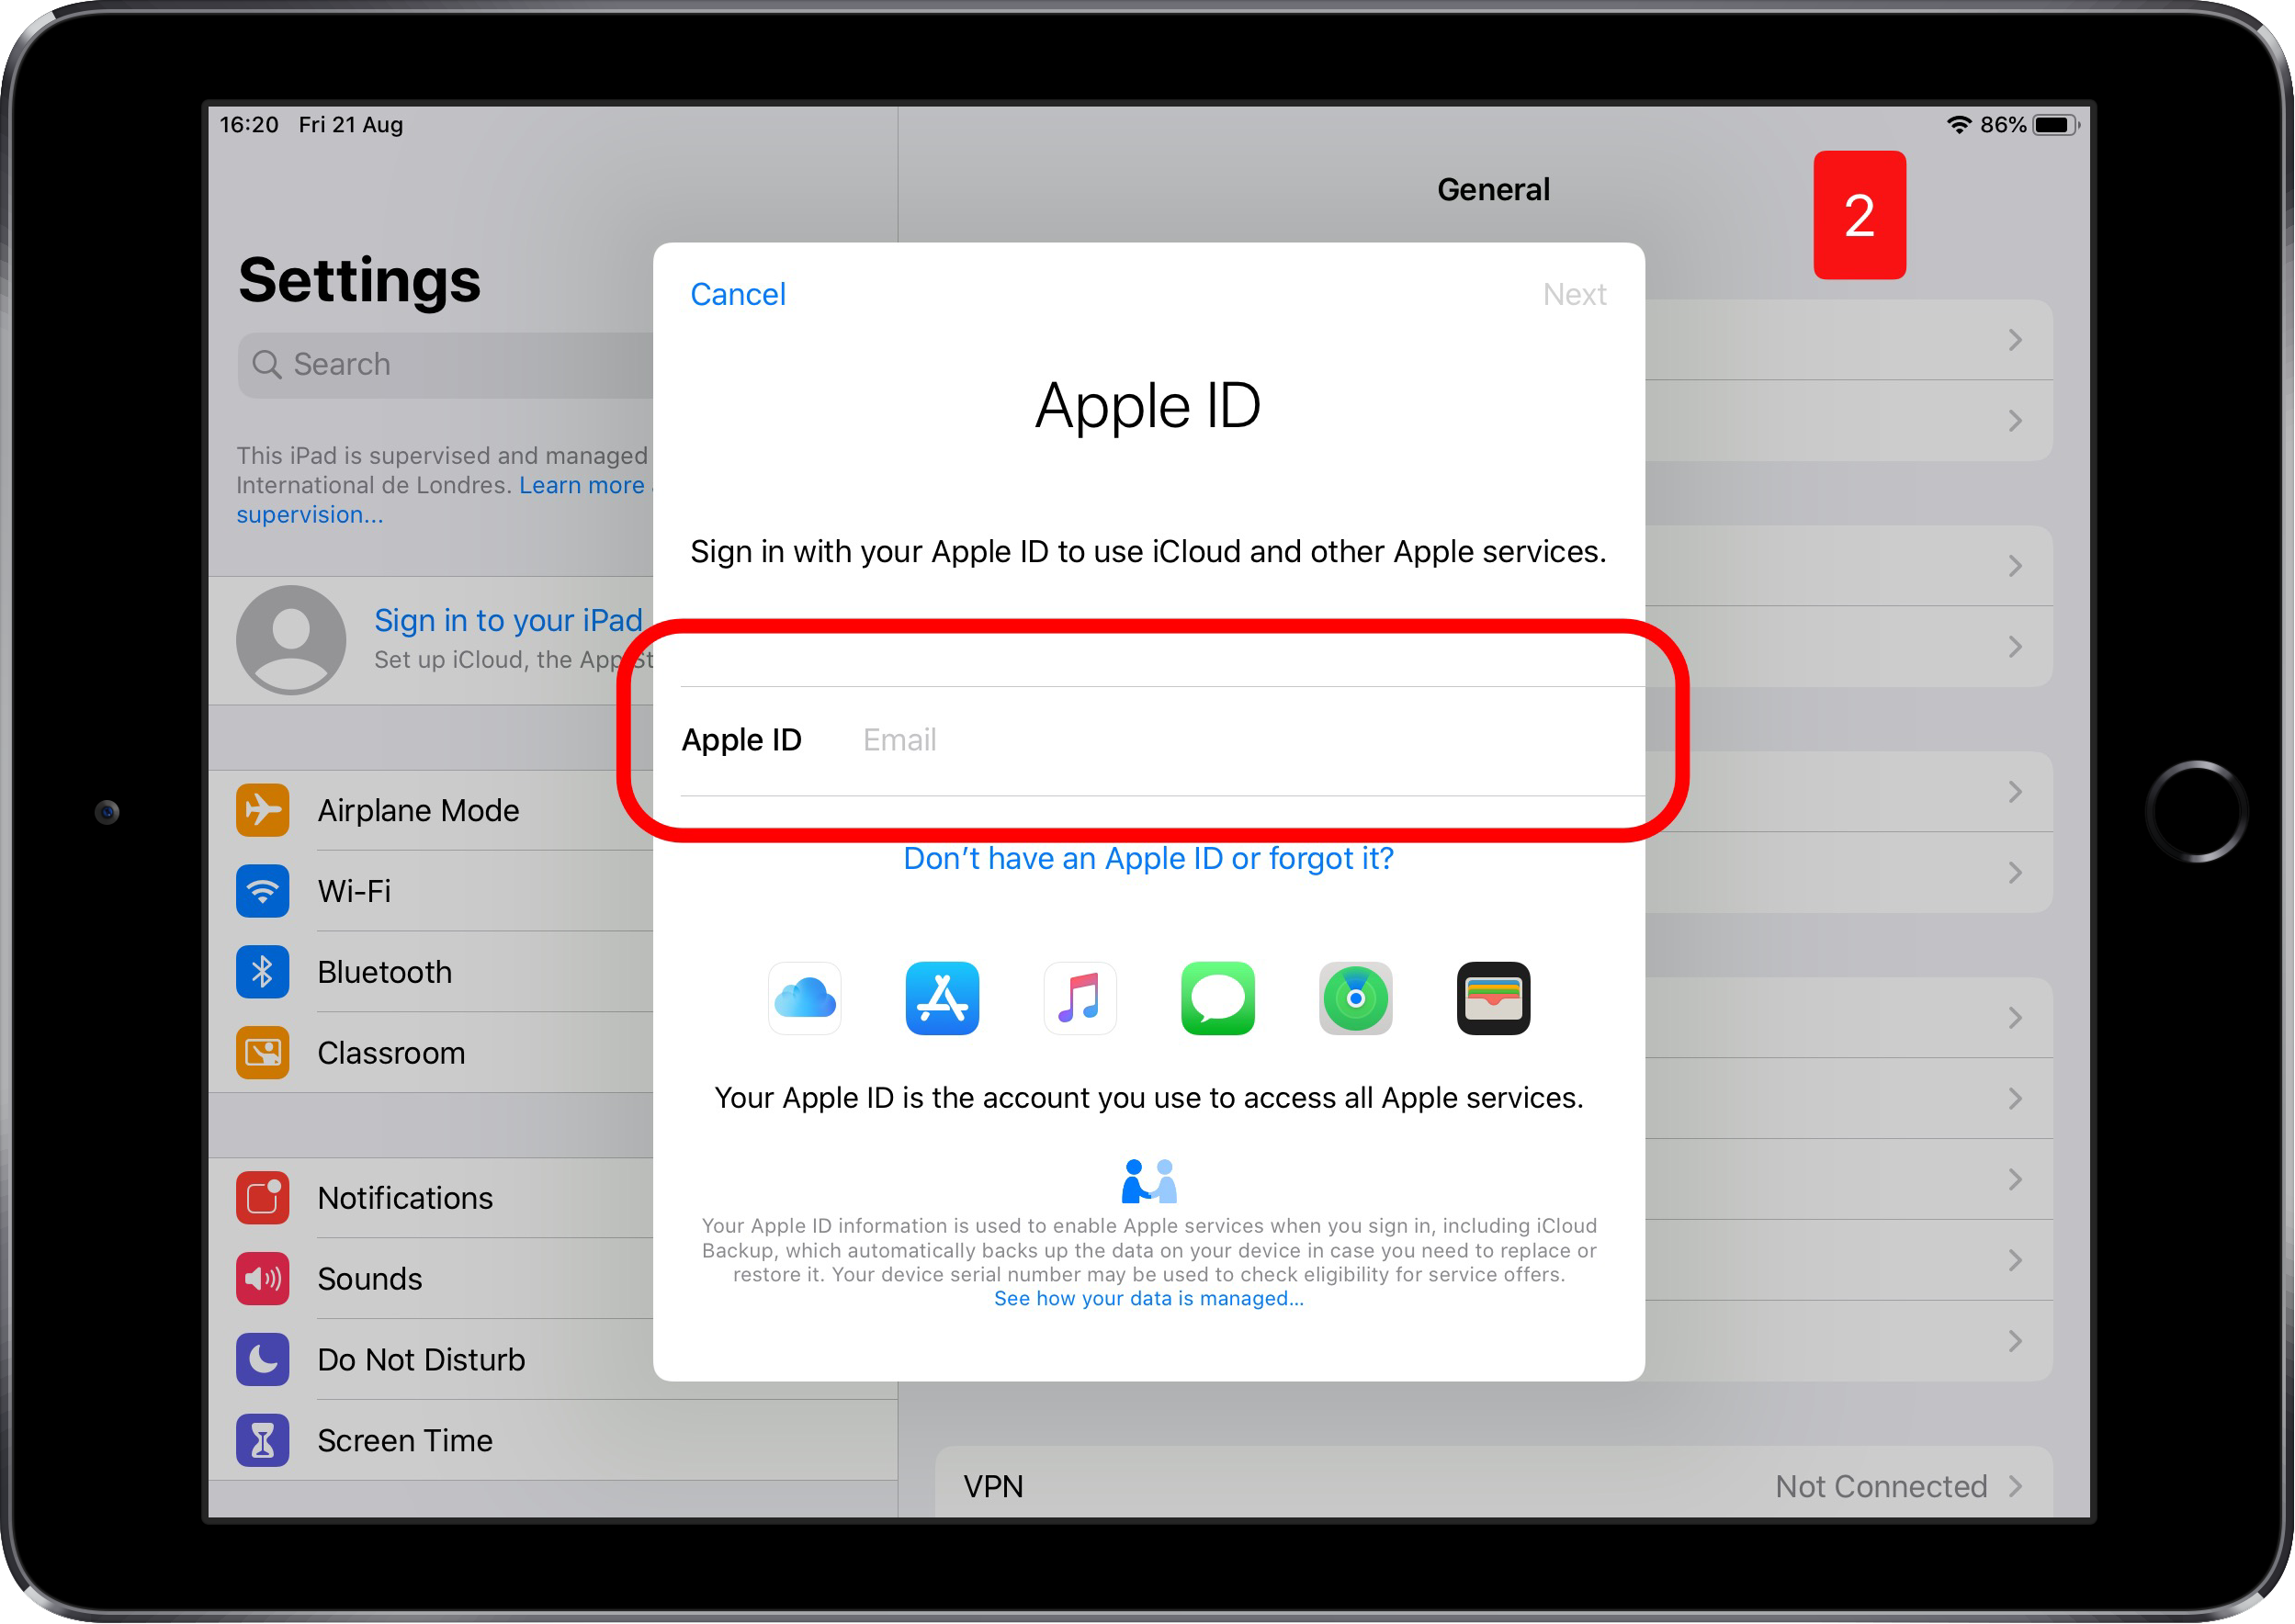 16:20 Fri 21 Aug
86%
General
2
Settings
Search
This iPad is supervised and managed
International de Londres. Learn more
supervision...
Sign in to your iPad
Set up iCloud, the App St
Airplane Mode
Wi-Fi
Bluetooth
Classroom
Notifications
Sounds
Do Not Disturb
Screen Time
Cancel
Next
Apple ID
Sign in with your Apple ID to use iCloud and other Apple services.
Apple ID Email
Don't have an Apple ID or forgot it?
Your Apple ID is the account you use to access all Apple services.
Your Apple ID information is used to enable Apple services when you sign in, including iCloud
Backup, which automatically backs up the data on your device in case you need to replace or
restore it. Your device serial number may be used to check eligibility for service offers.
See how your data is managed...
VPN Not Connected